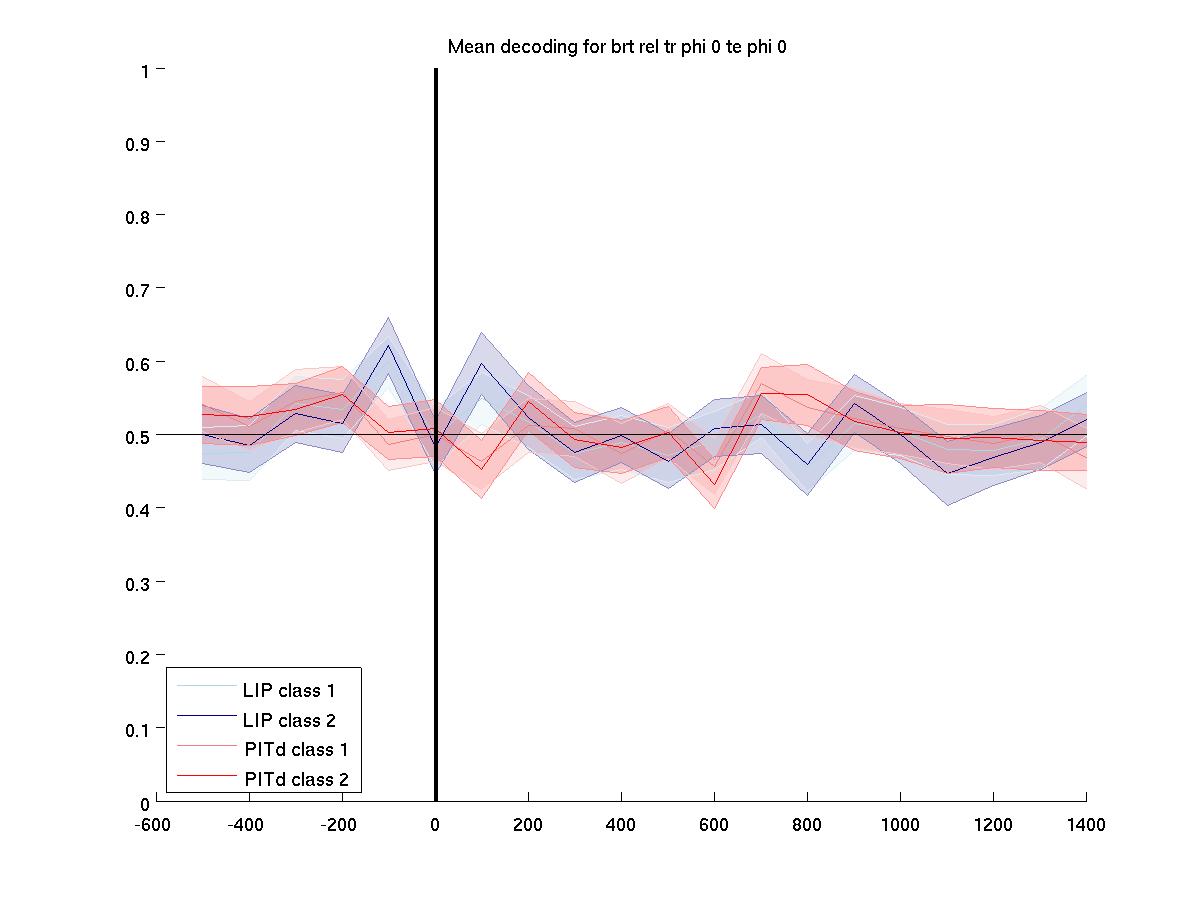 Mean decoding for brt rel tr phi 0 te phi 0
1
0.9
0.8
0.7
0.6
0.5
0.4
0.3
0.2
0.1
0
LIP class 1
LIP class 2
PITd class 1
PITd class 2
-600 -400 -200 0 200 400 600 800 1000 1200 1400